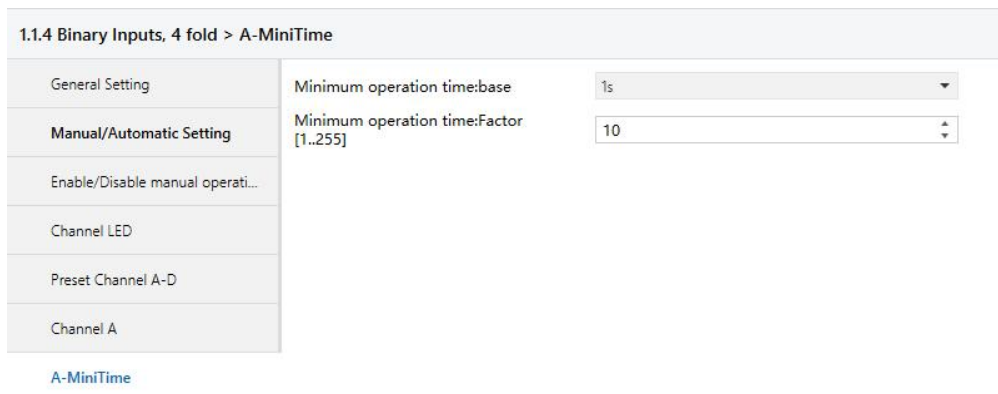 1.1.4 Binary Inputs, 4 fold > A-MiniTime
General Setting
Manual/Automatic Setting
Enable/Disable manual operati...
Channel LED
Preset Channel A-D
Channel A
A-MiniTime
Minimum operation time:base
1s
Minimum operation time:Factor
[1..255]
10